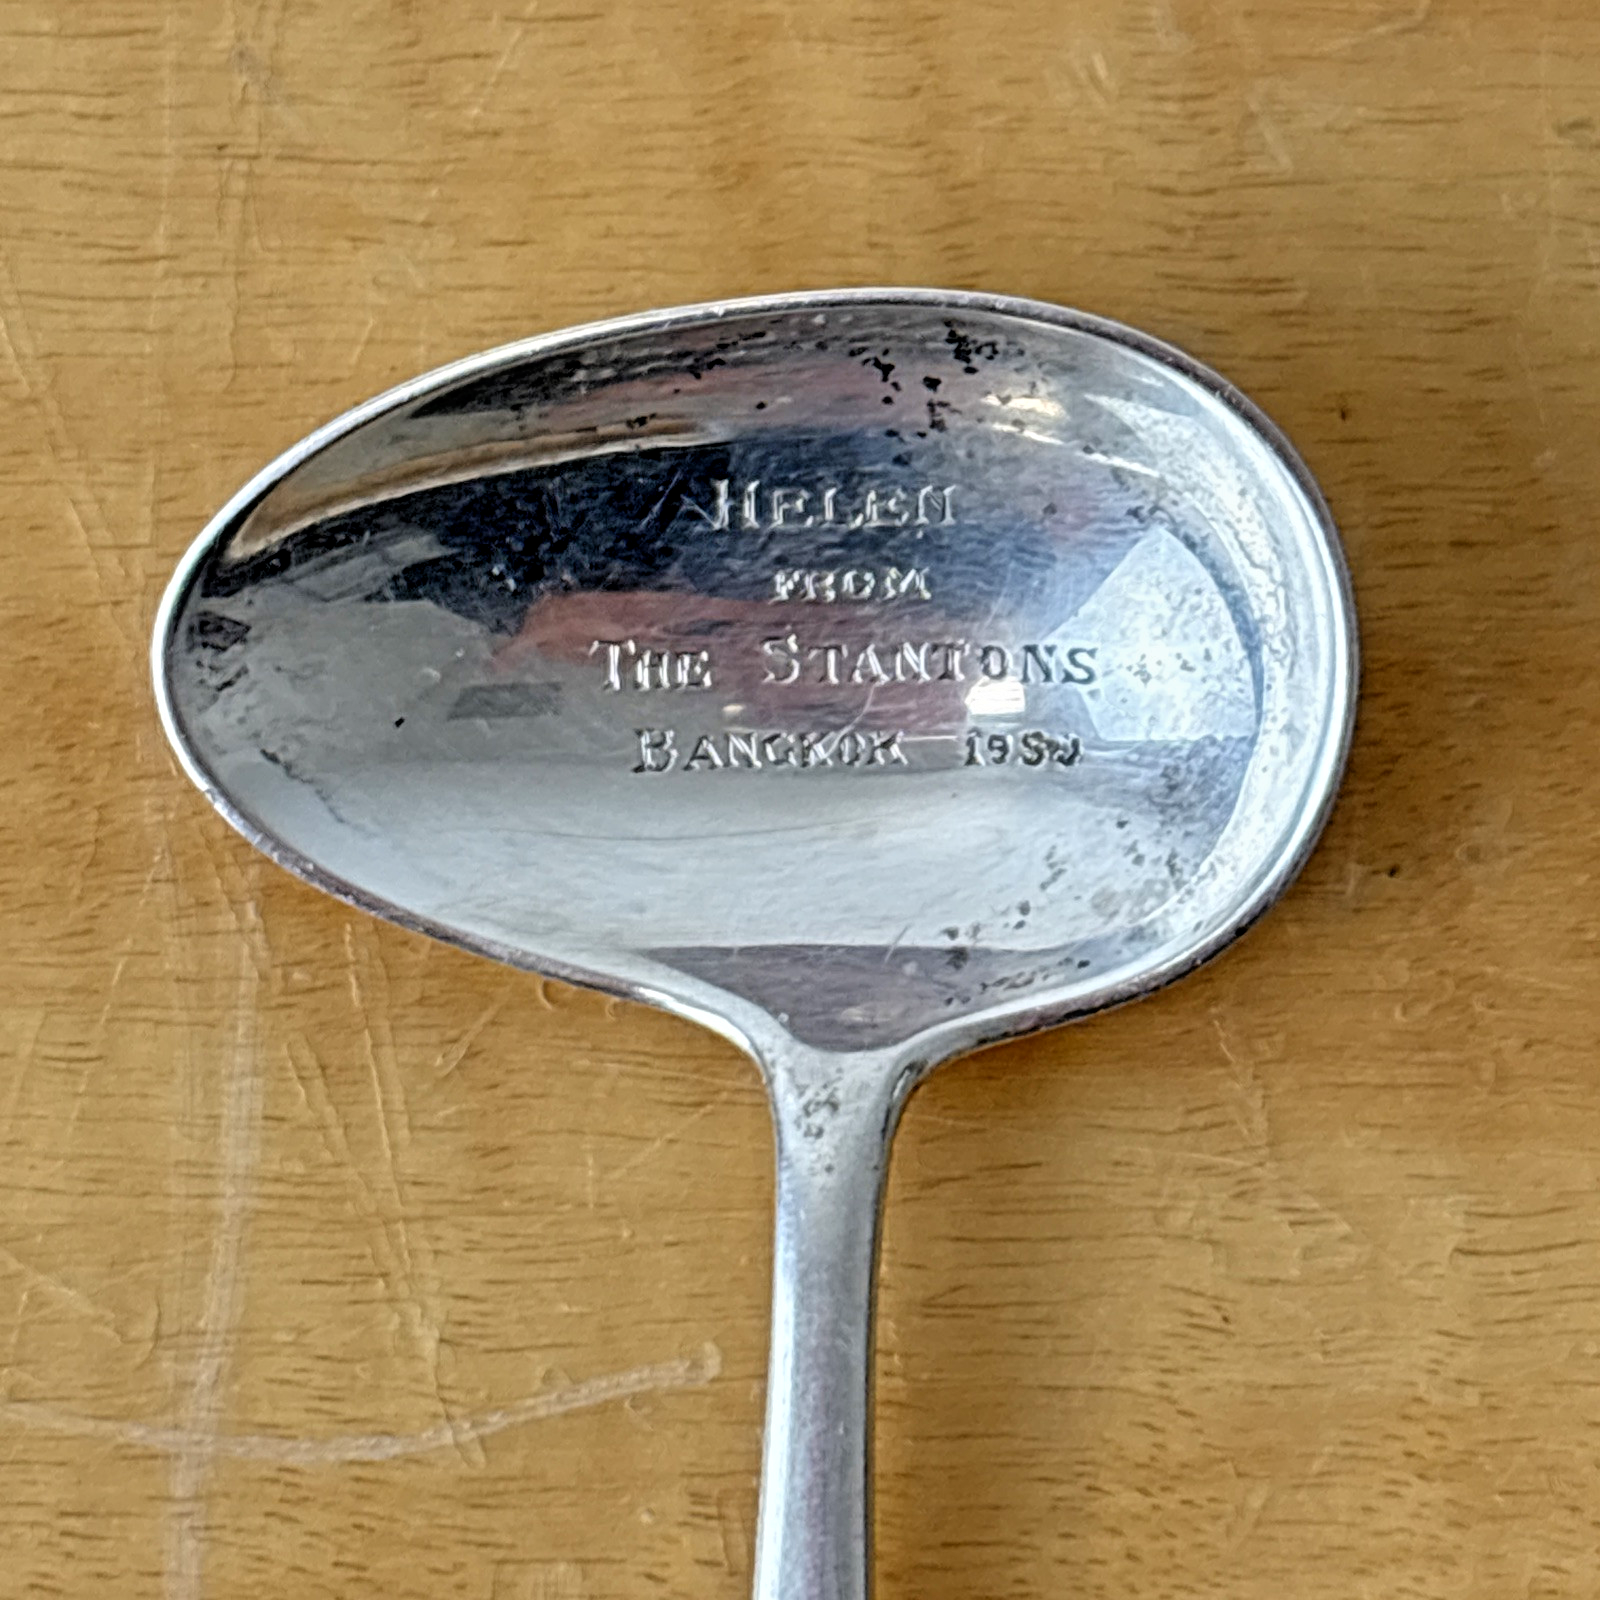 HELEN
FROM
THE STANTONS
BANGKOK